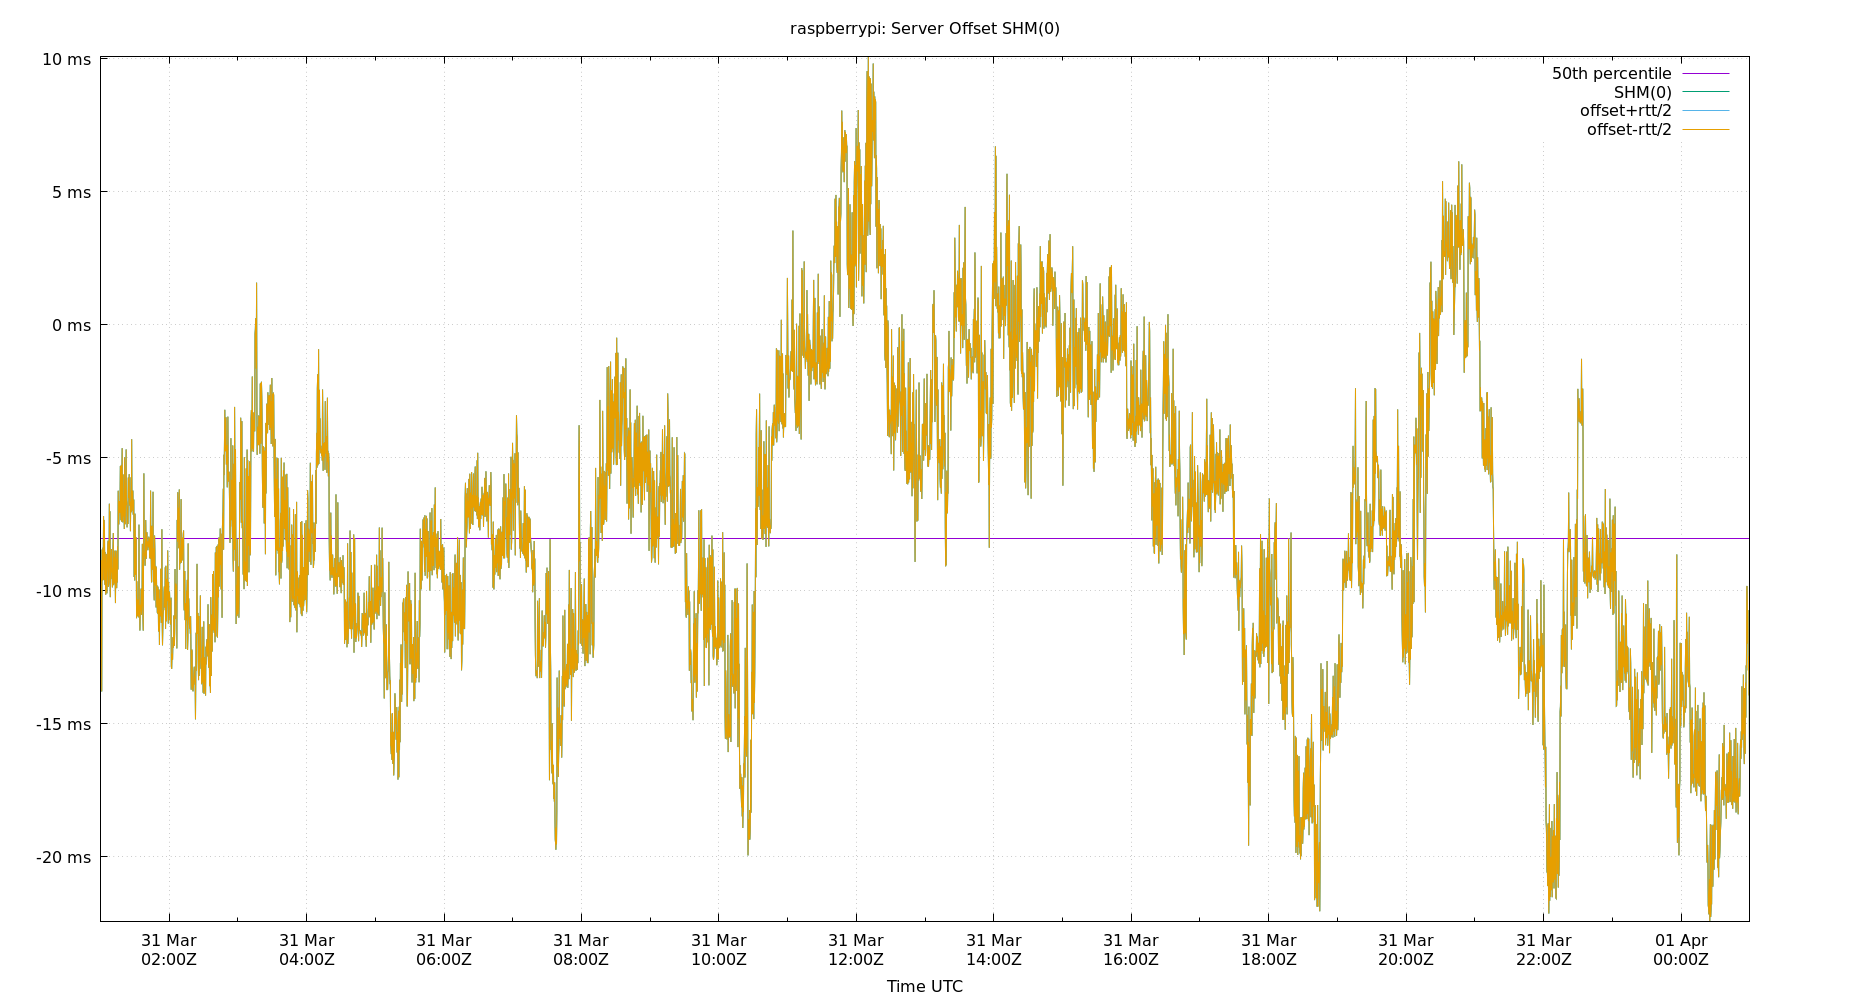 raspberrypi: Server Offset SHM(0)
50th percentile
SHM(0)
offset+rtt/2
offset-rtt/2
10 ms
5 ms
0 ms
-5 ms
-10 ms
-15 ms
-20 ms
31 Mar 31 Mar 31 Mar 31 Mar 31 Mar 31 Mar 31 Mar 31 Mar 31 Mar 31 Mar 31 Mar 01 Apr
02:00Z 04:00Z 06:00Z 08:00Z 10:00Z 12:00Z 14:00Z 16:00Z 18:00Z 20:00Z 22:00Z 00:00Z
Time UTC